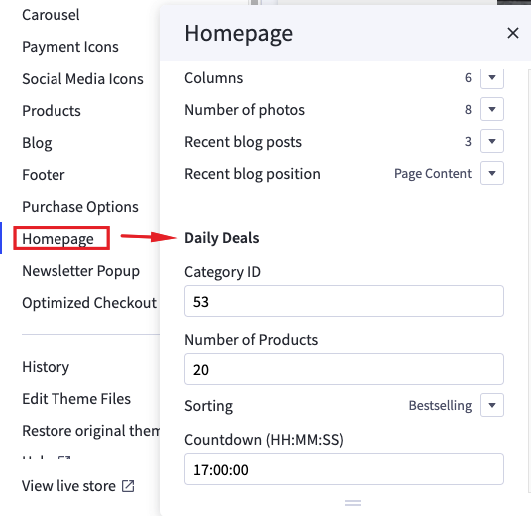 Carousel
Payment Icons
Social Media Icons
Products
Blog
Footer
Purchase Options
Homepage
Newsletter Popup
Optimized Checkout
History
Edit Theme Files
Restore original them
View live store
Homepage
Columns 6
Number of photos 8
Recent blog posts 3
Recent blog position Page Content
Daily Deals
Category ID
53
Number of Products
20
Sorting Bestselling
Countdown (HH:MM:SS)
17:00:00